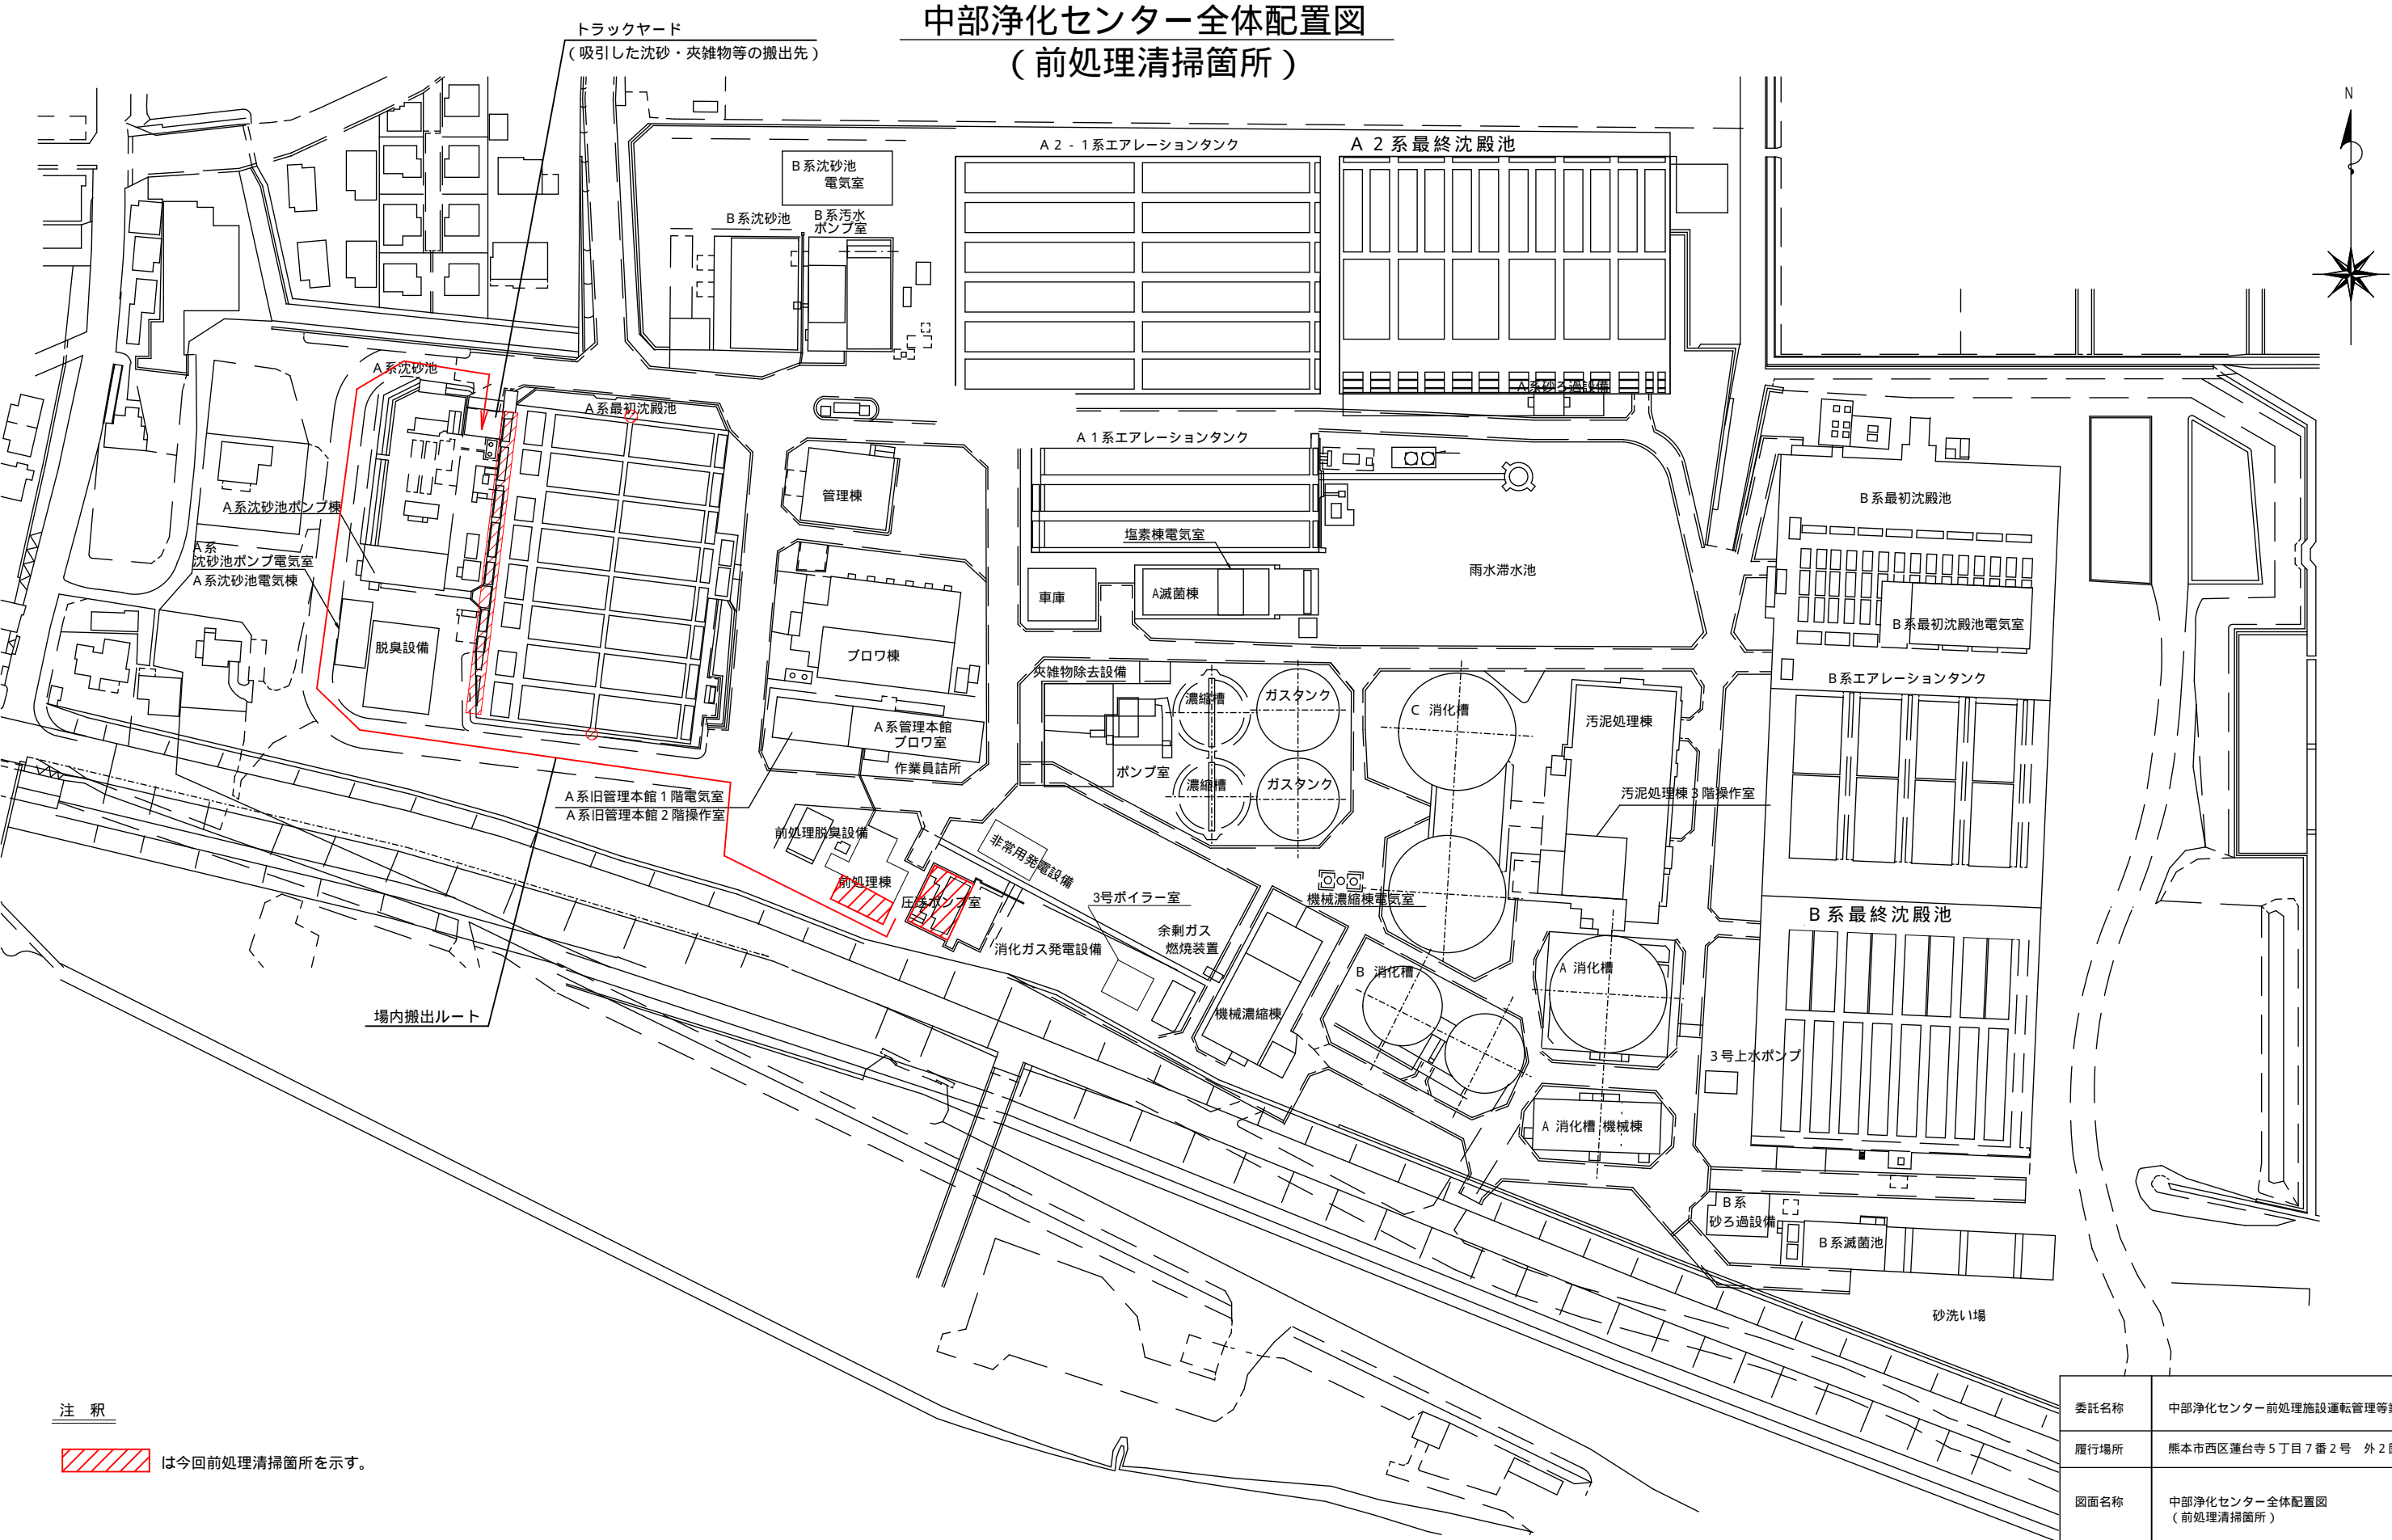 中部浄化センター全体配置図
（前処理清掃箇所）
トラックヤード
（吸引した沈砂・夾雑物等の搬出先）
N
A2-1系エアレーションタンク
A2系最終沈殿池
B系沈砂池
電気室
B系沈砂池
B系汚水
ポンプ室
A系沈砂池
A系最初沈殿池
A系砂ろ過設備
A1系エアレーションタンク
管理棟
B系最初沈殿池
A系沈砂池ポンプ棟
塩素棟電気室
A系
沈砂池ポンプ電気室
A系沈砂池電気棟
雨水滞水池
車庫
A滅菌棟
B系最初沈殿池電気室
脱臭設備
ブロワ棟
夾雑物除去設備
B系エアレーションタンク
濃縮槽
ガスタンク
C 消化槽
汚泥処理棟
A系管理本館
ブロワ室
作業員詰所
ポンプ室
濃縮槽
ガスタンク
A系旧管理本館1階電気室
A系旧管理本館2階操作室
汚泥処理棟3階操作室
前処理脱臭設備
非常用発電設備
前処理棟
圧送ポンプ室
3号ボイラー室
機械濃縮棟電気室
B系最終沈殿池
消化ガス発電設備
余剰ガス
燃焼装置
B 消化槽
A 消化槽
場内搬出ルート
機械濃縮棟
3号上水ポンプ
A 消化槽 機械棟
B系
砂ろ過設備
B系滅菌池
砂洗い場
注 釈
は今回前処理清掃箇所を示す。
委託名称
中部浄化センター前処理施設運転管理等
履行場所
熊本市西区蓮台寺5丁目7番2号 外2
図面名称
中部浄化センター全体配置図
（前処理清掃箇所）